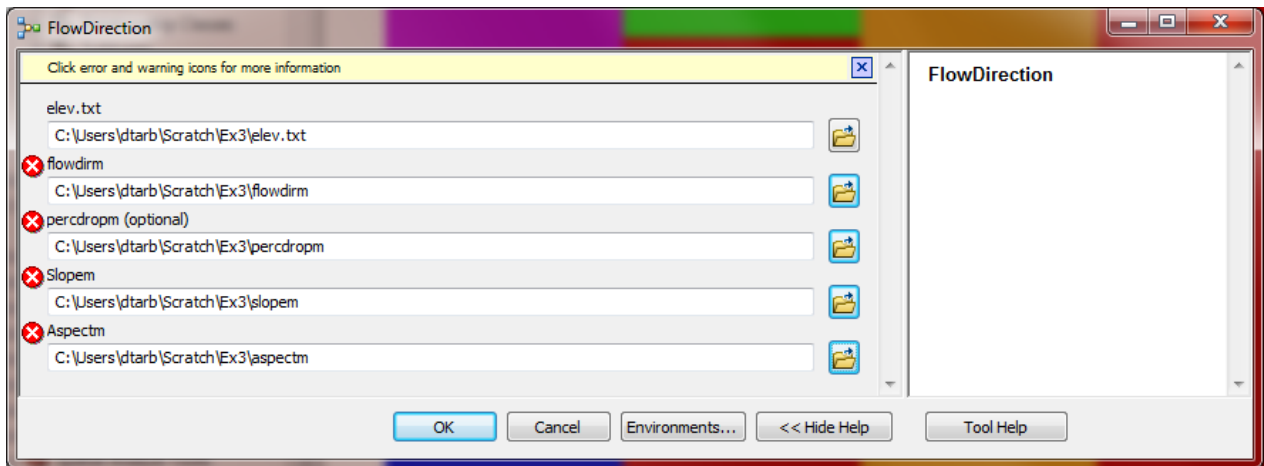 FlowDirection
Click error and warning icons for more information
elev.txt
C:\Users\dtarb\Scratch\Ex3\elev.txt
flowdirm
C:\Users\dtarb\Scratch\Ex3\flowdirm
percdropm (optional)
C:\Users\dtarb\Scratch\Ex3\percdropm
Slopem
C:\Users\dtarb\Scratch\Ex3\slopem
Aspectm
C:\Users\dtarb\Scratch\Ex3\aspectm
FlowDirection
OK
Cancel
Environments...
<< Hide Help
Tool Help